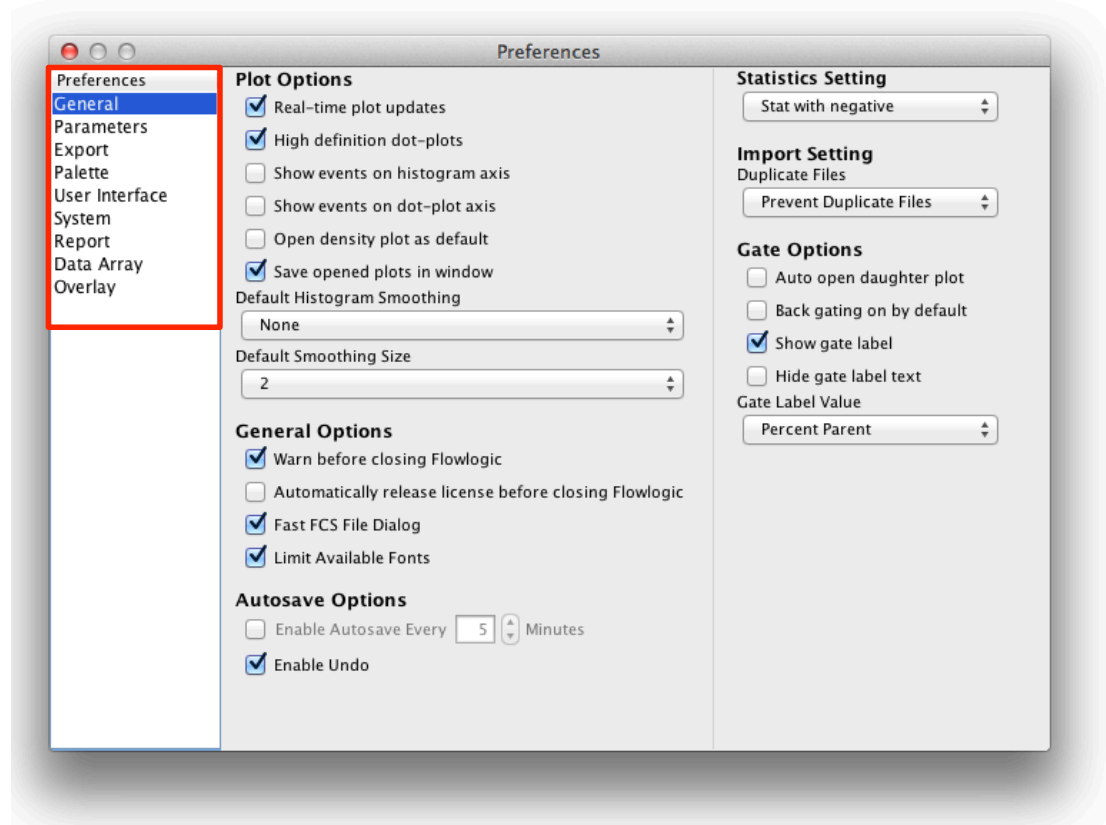 Preferences
Preferences
General
Parameters
Export
Palette
User Interface
System
Report
Data Array
Overlay
Plot Options
Real-time plot updates
High definition dot-plots
Show events on histogram axis
Show events on dot-plot axis
Open density plot as default
Save opened plots in window
Default Histogram Smoothing
None
Default Smoothing Size
2
General Options
Warn before closing Flowlogic
Automatically release license before closing Flowlogic
Fast FCS File Dialog
Limit Available Fonts
Autosave Options
Enable Autosave Every 5 Minutes
Enable Undo
Statistics Setting
Stat with negative
Import Setting
Duplicate Files
Prevent Duplicate Files
Gate Options
Auto open daughter plot
Back gating on by default
Show gate label
Hide gate label text
Gate Label Value
Percent Parent